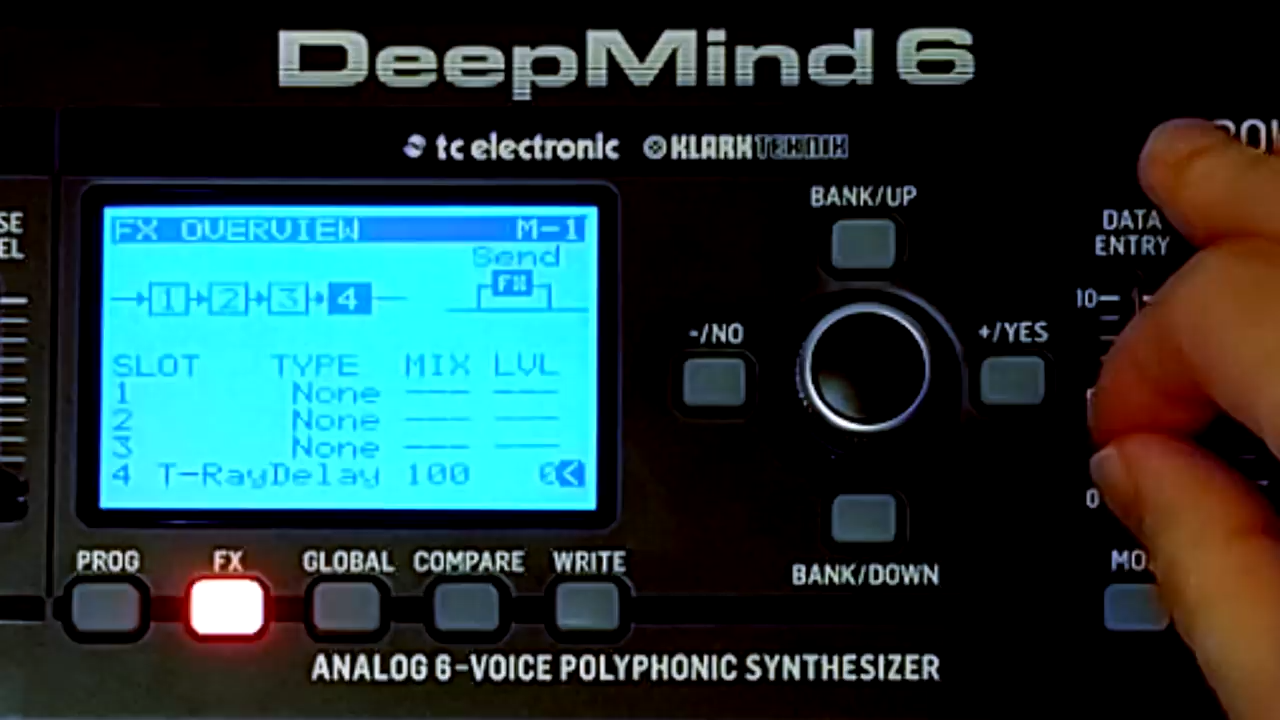 DeepMind 6
tc electronic KLARK TEKNIK
BANK/UP
DATA
ENTRY
FX OVERVIEW M-1
Send
FX
1 2 3 4
10
-/NO
+/YES
SLOT TYPE MIX LVL
1 None --- ---
2 None --- ---
3 None --- ---
4 T-RayDelay 100
0
PROG FX GLOBAL COMPARE WRITE
BANK/DOWN
ANALOG 6-VOICE POLYPHONIC SYNTHESIZER